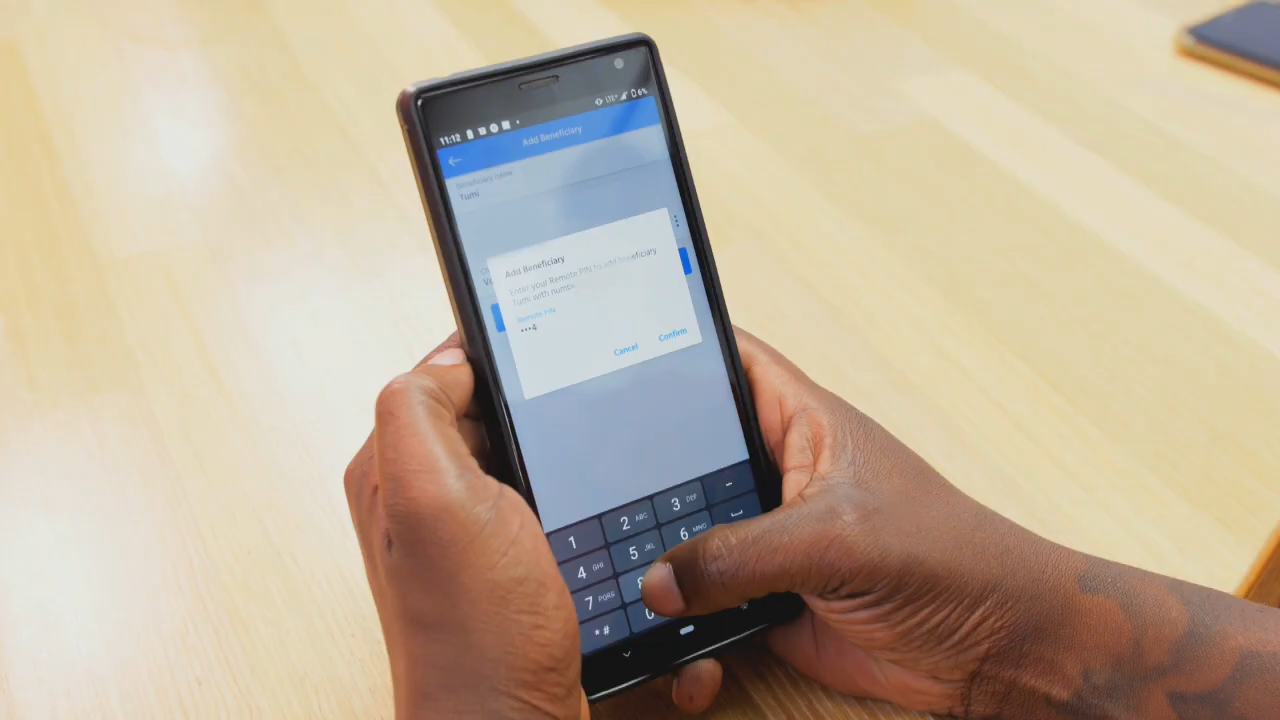 11:12 LTE+ 6%
Add Beneficiary
Beneficiary name
Tumi
Add Beneficiary
Enter your Remote PIN to add beneficiary
Tumi with
Remote PIN
•••4
Cancel Confirm
1 2 ABC 3 DEF -
4 GHI 5 JKL 6 MNO
7 PQRS 8
*# 0